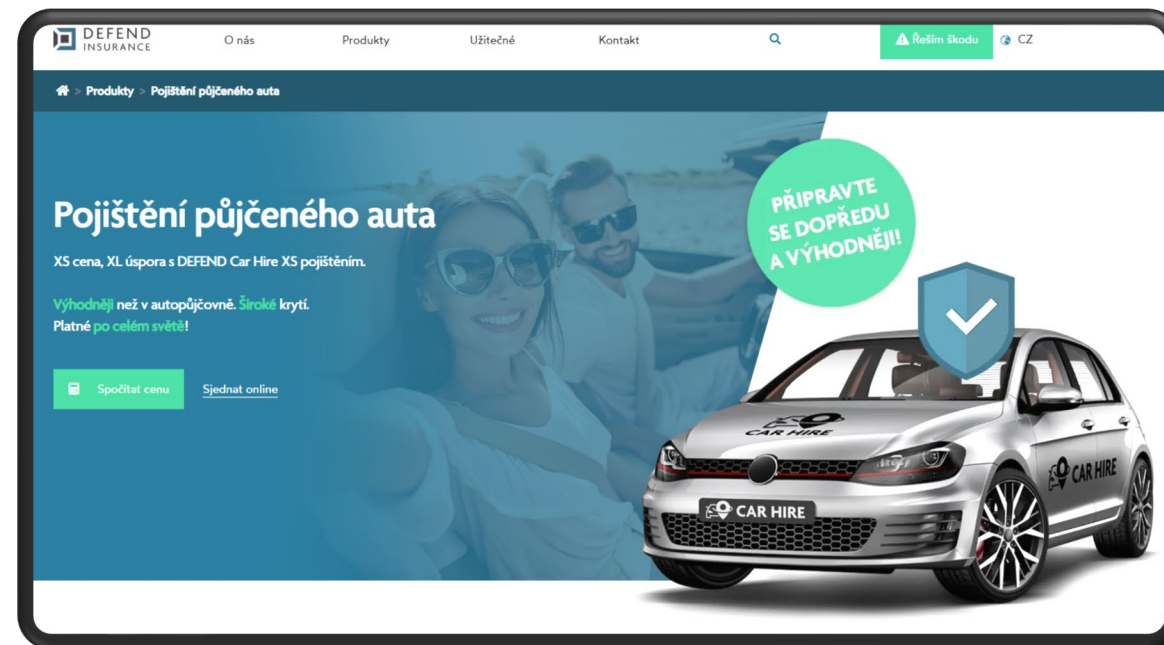 DEFEND
INSURANCE
O nás
Produkty
Užitečné
Kontakt
Řeším škodu
CZ
> Produkty > Pojištění půjčeného auta
Pojištění půjčeného auta
XS cena, XL úspora s DEFEND Car Hire XS pojištěním.
Výhodněji než v autopůjčovně. Široké krytí.
Platné po celém světě!
Spočítat cenu
Sjednat online
PŘIPRAVTE
SE DOPŘEDU
A VÝHODNĚJI!
CAR HIRE
CAR HIRE
CAR HIRE